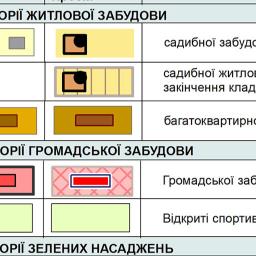 ОРІЇ ЖИТЛОВОЇ ЗАБУДОВИ
садибної забудо
садибної житлов
закінчення клад
багатоквартирно
ОРІЇ ГРОМАДСЬКОЇ ЗАБУДОВИ
Громадської заб
Відкриті спортив
ОРІЇ ЗЕЛЕНИХ НАСАДЖЕНЬ